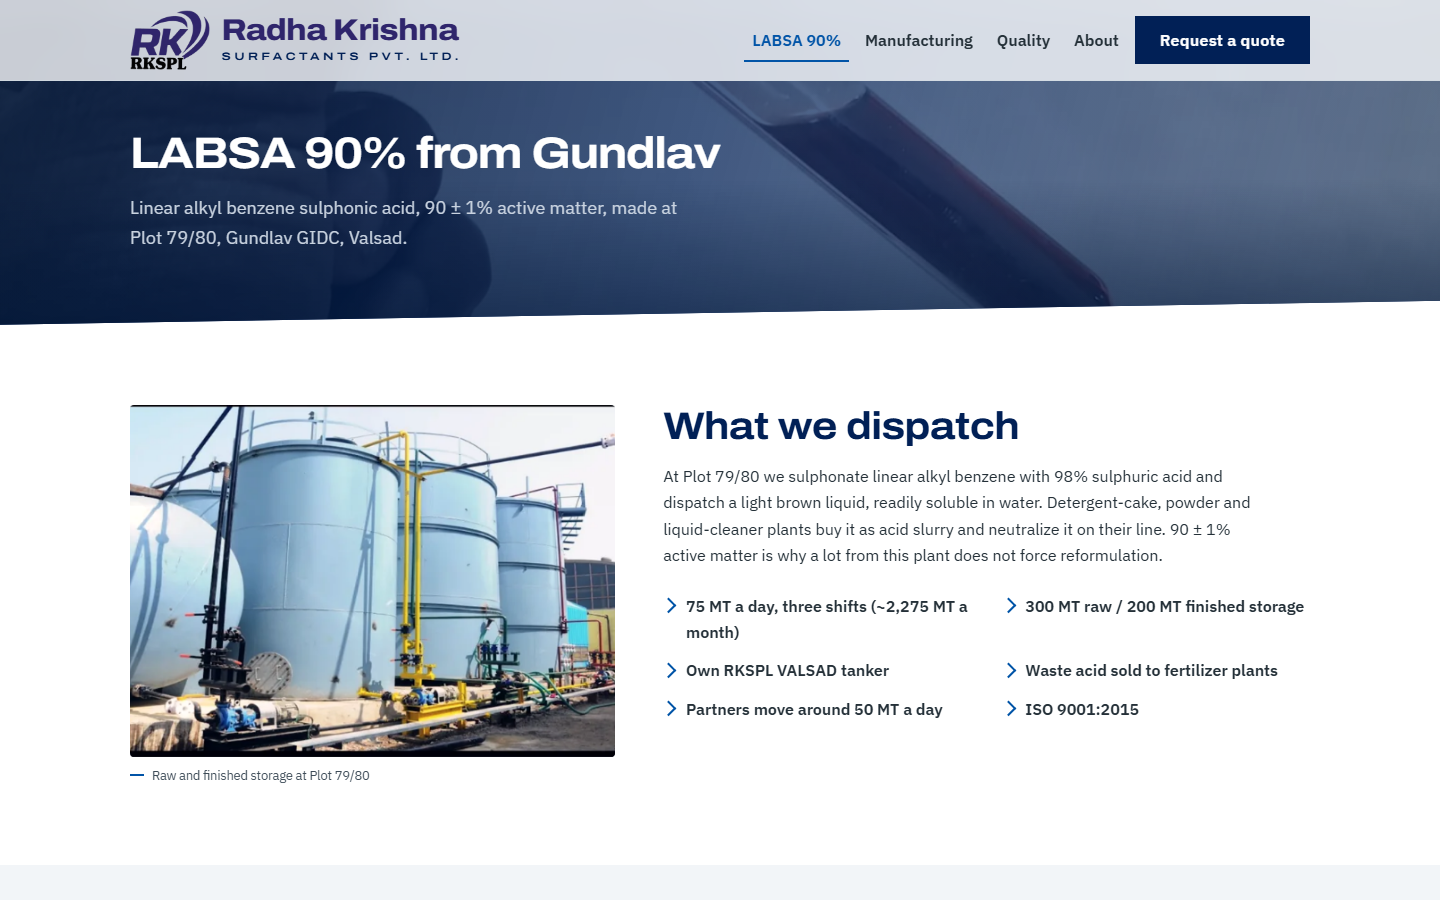 RK
RKSPL
Radha Krishna
SURFACTANTS PVT. LTD.
LABSA 90%
Manufacturing
Quality
About
Request a quote
LABSA 90% from Gundlav
Linear alkyl benzene sulphonic acid, 90 ± 1% active matter, made at
Plot 79/80, Gundlav GIDC, Valsad.
What we dispatch
At Plot 79/80 we sulphonate linear alkyl benzene with 98% sulphuric acid and
dispatch a light brown liquid, readily soluble in water. Detergent-cake, powder and
liquid-cleaner plants buy it as acid slurry and neutralize it on their line. 90 ± 1%
active matter is why a lot from this plant does not force reformulation.
75 MT a day, three shifts (~2,275 MT a
month)
300 MT raw / 200 MT finished storage
Own RKSPL VALSAD tanker
Waste acid sold to fertilizer plants
Partners move around 50 MT a day
ISO 9001:2015
Raw and finished storage at Plot 79/80